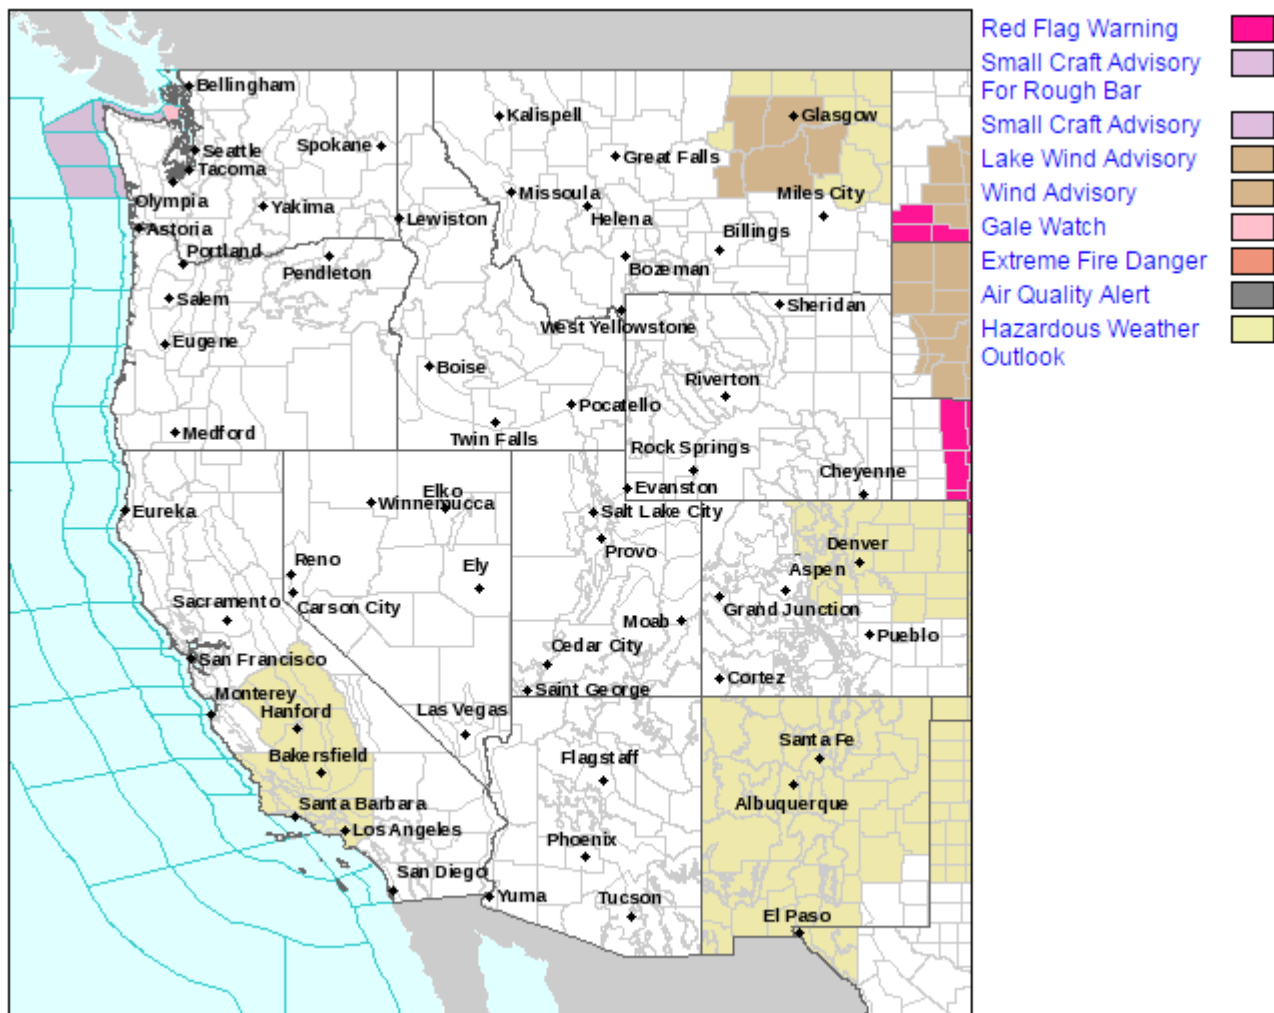 Red Flag Warning
Small Craft Advisory
For Rough Bar
Small Craft Advisory
Lake Wind Advisory
Wind Advisory
Gale Watch
Extreme Fire Danger
Air Quality Alert
Hazardous Weather
Outlook
Bellingham
Kalispell
Glasgow
Seattle
Spokane
Great Falls
Tacoma
Missoula
Miles City
Olympia
Yakima
Lewiston
Helena
Astoria
Billings
Portland
Pendleton
Bozeman
Salem
Sheridan
West Yellowstone
Eugene
Boise
Riverton
Pocatello
Medford
Twin Falls
Rock Springs
Cheyenne
Elko
Evanston
Winnemucca
Eureka
Salt Lake City
Denver
Provo
Reno
Ely
Aspen
Sacramento
Carson City
Grand Junction
Moab
Pueblo
Cedar City
San Francisco
Cortez
Saint George
Monterey
Hanford
Las Vegas
Santa Fe
Bakersfield
Flagstaff
Santa Barbara
Albuquerque
Los Angeles
Phoenix
San Diego
Yuma
Tucson
El Paso